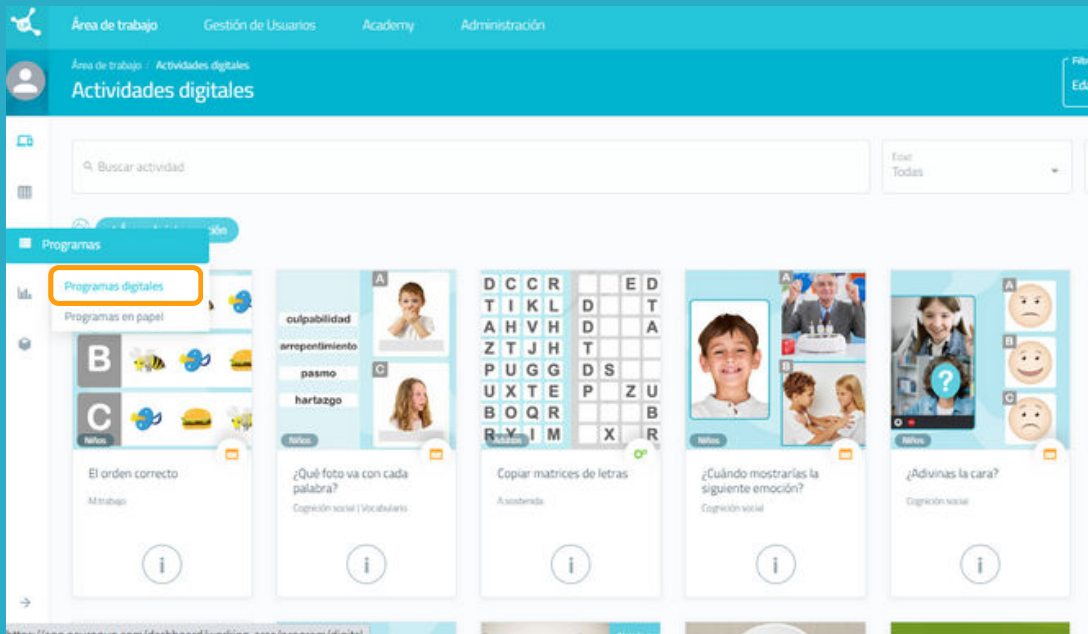 Área de trabajo
Gestión de Usuarios
Academy
Administración
Área de trabajo / Actividades digitales
Actividades digitales
Buscar actividad
Todas
Programas
Programas digitales
Programas en papel
B
C
Niños
El orden correcto
M.trabajo
culpabilidad
arrepentimiento
pasmo
hartazgo
A
C
Niños
¿Qué foto va con cada
palabra?
Cognición social | Vocabulario
D C C R E D
T I K L D T
A H V H D A
Z T J H T
P U G G D S
U X T E P Z U
B O Q R B
X R
Adultos
Copiar matrices de letras
A.sostenida
A
B
Niños
¿Cuándo mostrarías la
siguiente emoción?
Cognición social
A
B
C
?
Niños
¿Adivinas la cara?
Cognición social